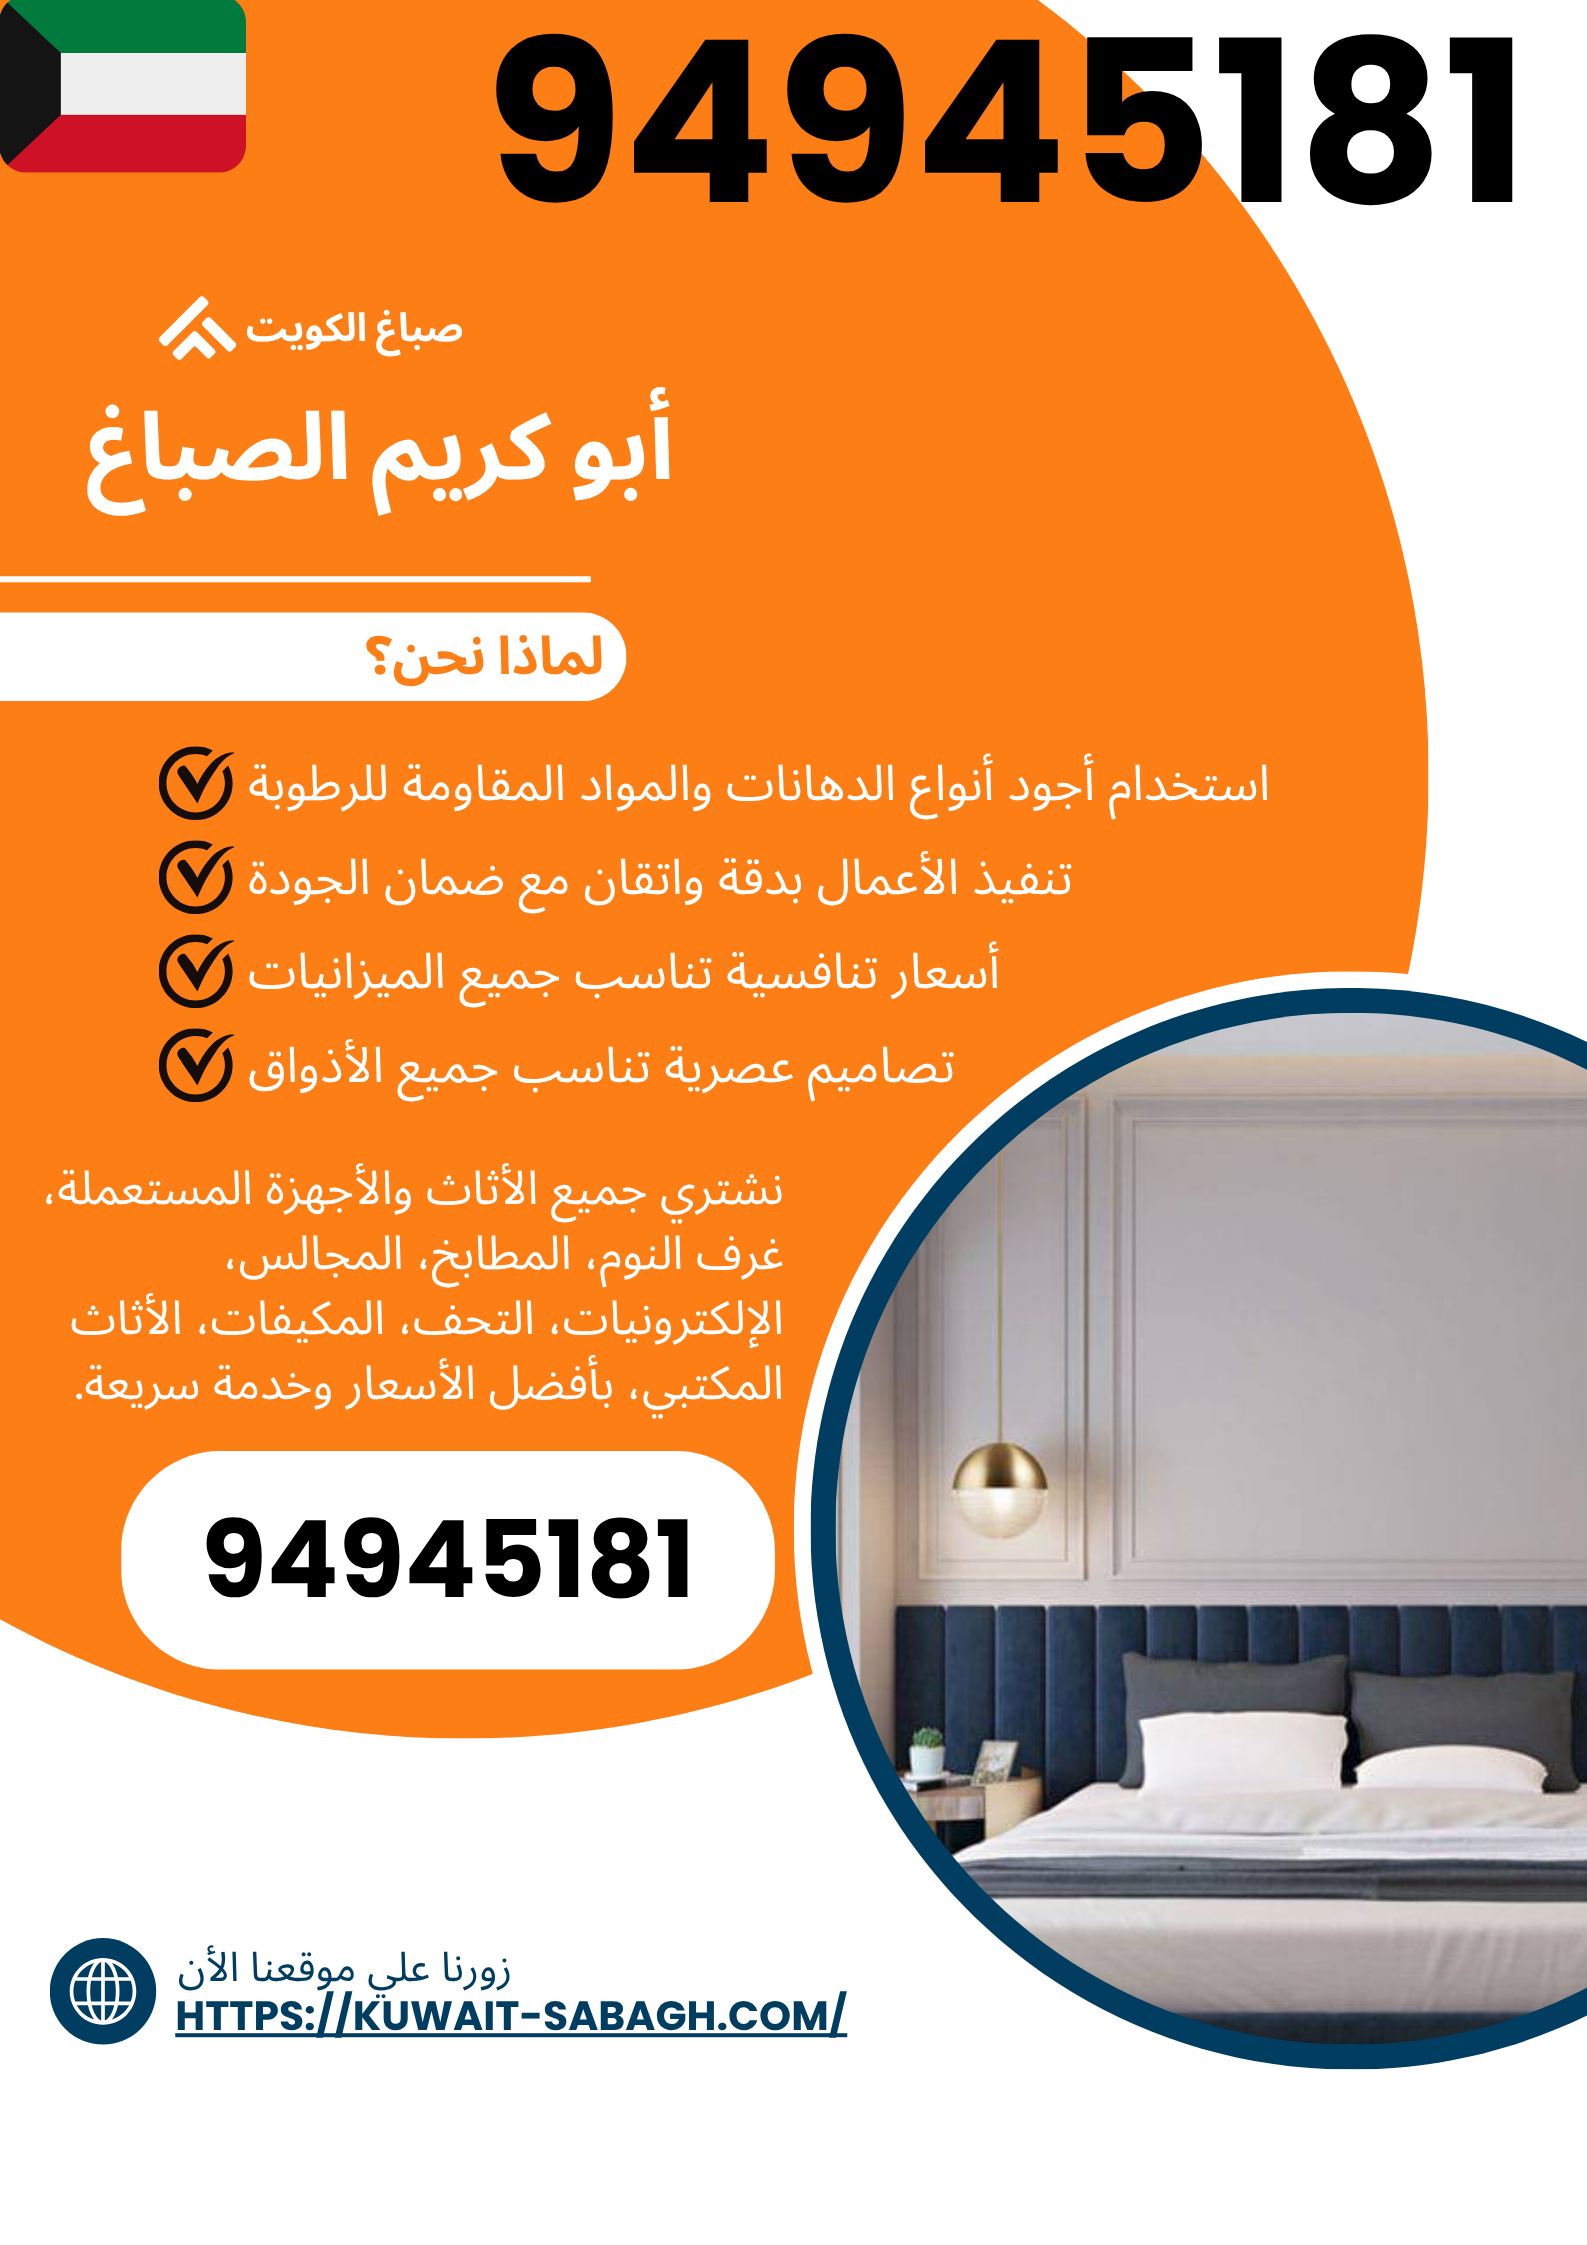 94945181
صباغ الكويت
أبو كريم الصباغ
لماذا نحن؟
استخدام أجود أنواع الدهانات والمواد المقاومة للرطوبة
تنفيذ الأعمال بدقة واتقان مع ضمان الجودة
أسعار تنافسية تناسب جميع الميزانيات
تصاميم عصرية تناسب جميع الأذواق
نشتري جميع الأثاث والأجهزة المستعملة،
غرف النوم، المطابخ، المجالس،
الإلكترونيات، التحف، المكيفات، الأثاث
المكتبي، بأفضل الأسعار وخدمة سريعة.
94945181
زورنا علي موقعنا الأن
HTTPS://KUWAIT-SABAGH.COM/